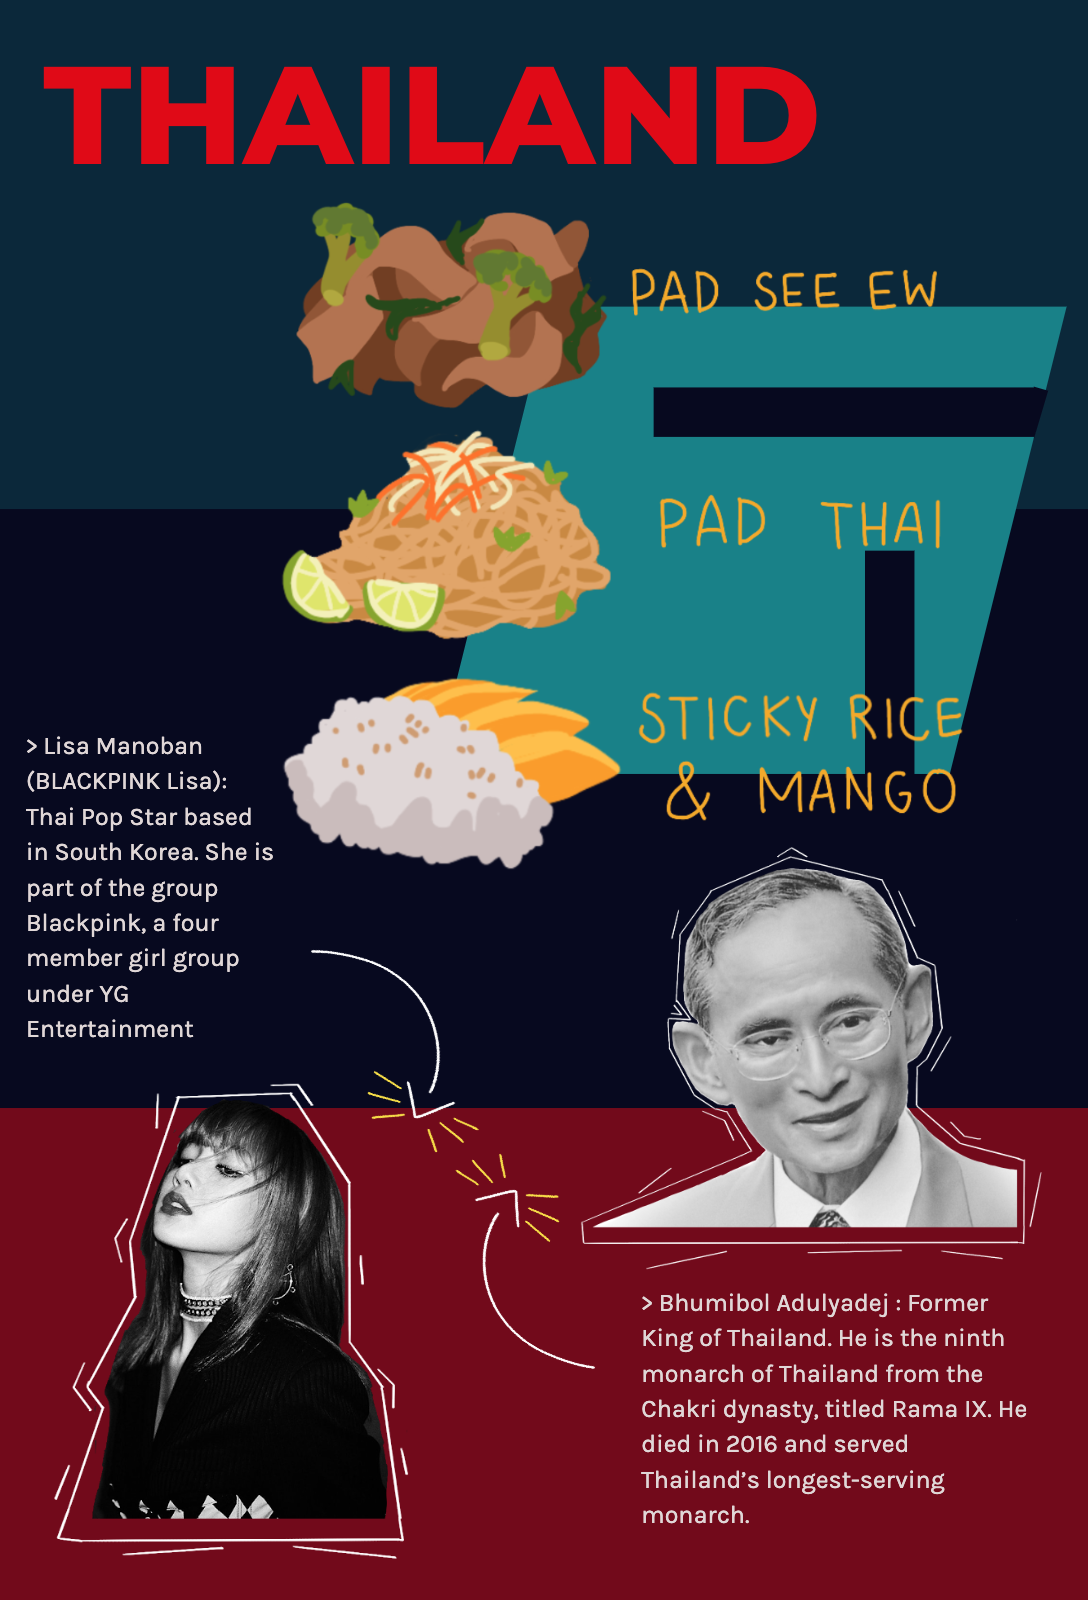 THAILAND
PAD SEE EW
PAD THAI
STICKY RICE
& MANGO
> Lisa Manoban
(BLACKPINK Lisa):
Thai Pop Star based
in South Korea. She is
part of the group
Blackpink, a four
member girl group
under YG
Entertainment
> Bhumibol Adulyadej : Former
King of Thailand. He is the ninth
monarch of Thailand from the
Chakri dynasty, titled Rama IX. He
died in 2016 and served
Thailand’s longest-serving
monarch.